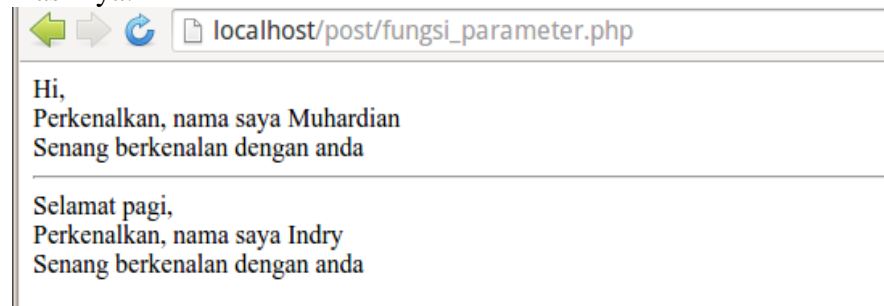 localhost/post/fungsi_parameter.php
Hi,
Perkenalkan, nama saya Muhardian
Senang berkenalan dengan anda
Selamat pagi,
Perkenalkan, nama saya Indry
Senang berkenalan dengan anda